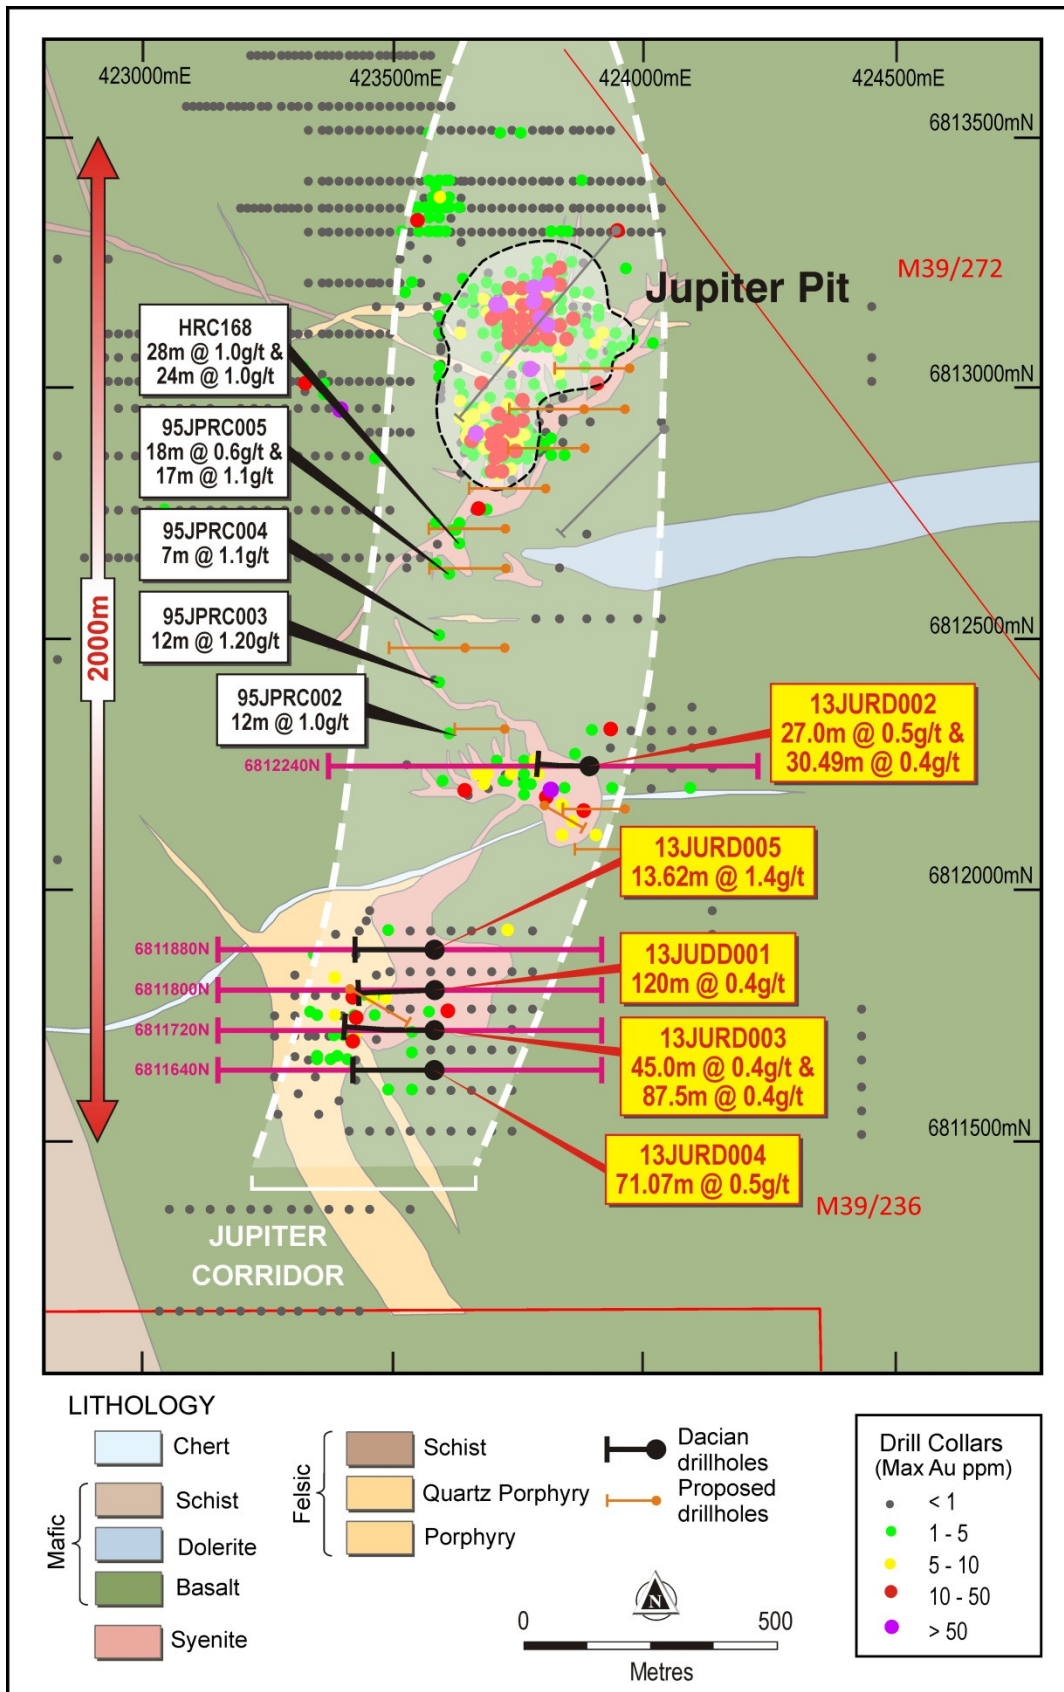 423000mE
423500mE
424000mE
424500mE
6813500mN
M39/272
Jupiter Pit
HRC168
28m @ 1.0g/t &
24m @ 1.0g/t
6813000mN
95JPRC005
18m @ 0.6g/t &
17m @ 1.1g/t
95JPRC004
7m @ 1.1g/t
2000m
95JPRC003
12m @ 1.20g/t
6812500mN
95JPRC002
12m @ 1.0g/t
13JURD002
27.0m @ 0.5g/t &
30.49m @ 0.4g/t
6812240N
13JURD005
13.62m @ 1.4g/t
6812000mN
6811880N
13JUDD001
120m @ 0.4g/t
6811800N
6811720N
13JURD003
45.0m @ 0.4g/t &
87.5m @ 0.4g/t
6811640N
6811500mN
13JURD004
71.07m @ 0.5g/t
M39/236
JUPITER
CORRIDOR
LITHOLOGY
Chert
Mafic
Schist
Dolerite
Basalt
Syenite
Felsic
Schist
Quartz Porphyry
Porphyry
Dacian
drillholes
Proposed
drillholes
N
0
500
Metres
Drill Collars
(Max Au ppm)
< 1
1 - 5
5 - 10
10 - 50
> 50